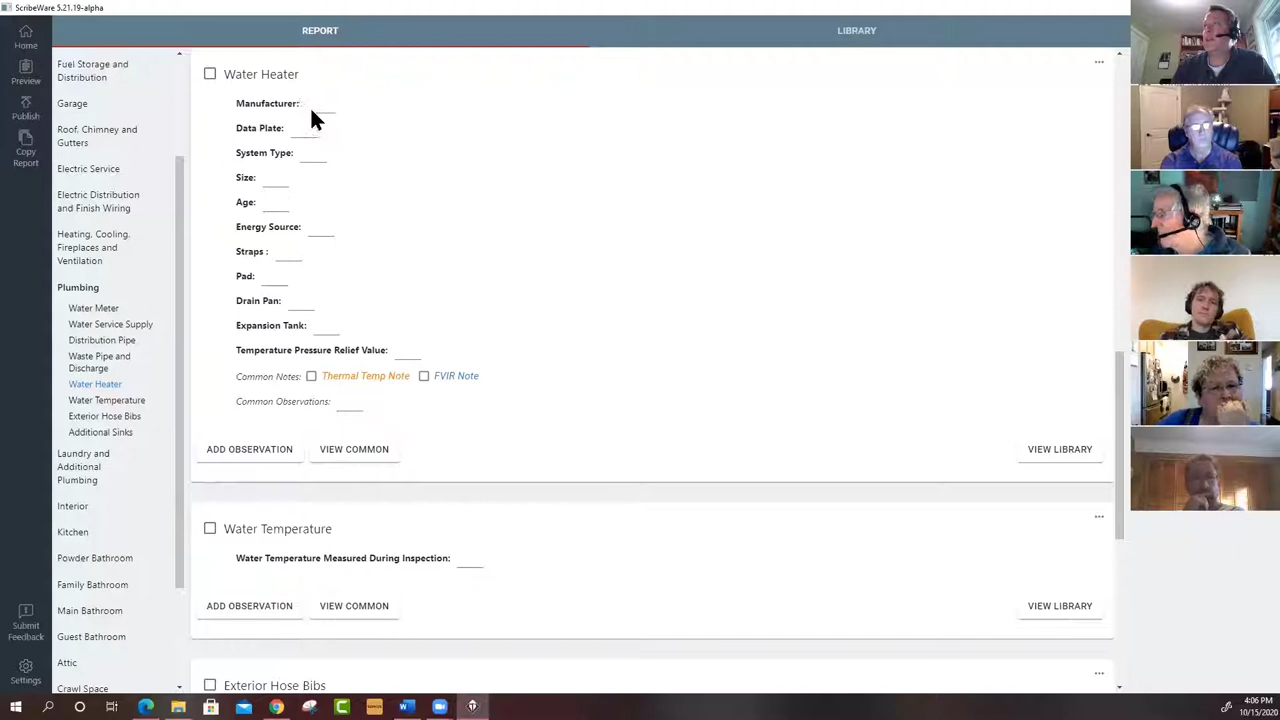 ScribeWare 5.21.19-alpha
REPORT
LIBRARY
Home
Preview
Publish
Copy
Report
Submit
Feedback
Settings
Fuel Storage and
Distribution
Garage
Roof, Chimney and
Gutters
Electric Service
Electric Distribution
and Finish Wiring
Heating, Cooling,
Fireplaces and
Ventilation
Plumbing
Water Meter
Water Service Supply
Distribution Pipe
Waste Pipe and
Discharge
Water Heater
Water Temperature
Exterior Hose Bibs
Additional Sinks
Laundry and
Additional
Plumbing
Interior
Kitchen
Powder Bathroom
Family Bathroom
Main Bathroom
Guest Bathroom
Attic
Crawl Space
Water Heater
Manufacturer:
Data Plate:
System Type:
Size:
Age:
Energy Source:
Straps :
Pad:
Drain Pan:
Expansion Tank:
Temperature Pressure Relief Value:
Common Notes: Thermal Temp Note FVIR Note
Common Observations:
ADD OBSERVATION VIEW COMMON VIEW LIBRARY
Water Temperature
Water Temperature Measured During Inspection:
ADD OBSERVATION VIEW COMMON VIEW LIBRARY
Exterior Hose Bibs
4:06 PM
10/15/2020